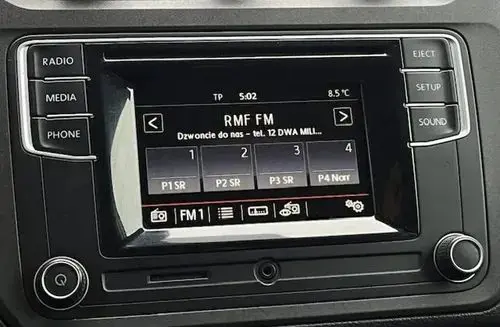 RADIO
MEDIA
PHONE
EJECT
SETUP
SOUND
TP 5:02 8.5°C
RMF FM
Dzwoncie do nas - tel. 12 DWA MILI...
1 2 3 4
P1 SR P2 SR P3 SR P4 Norr
FM1